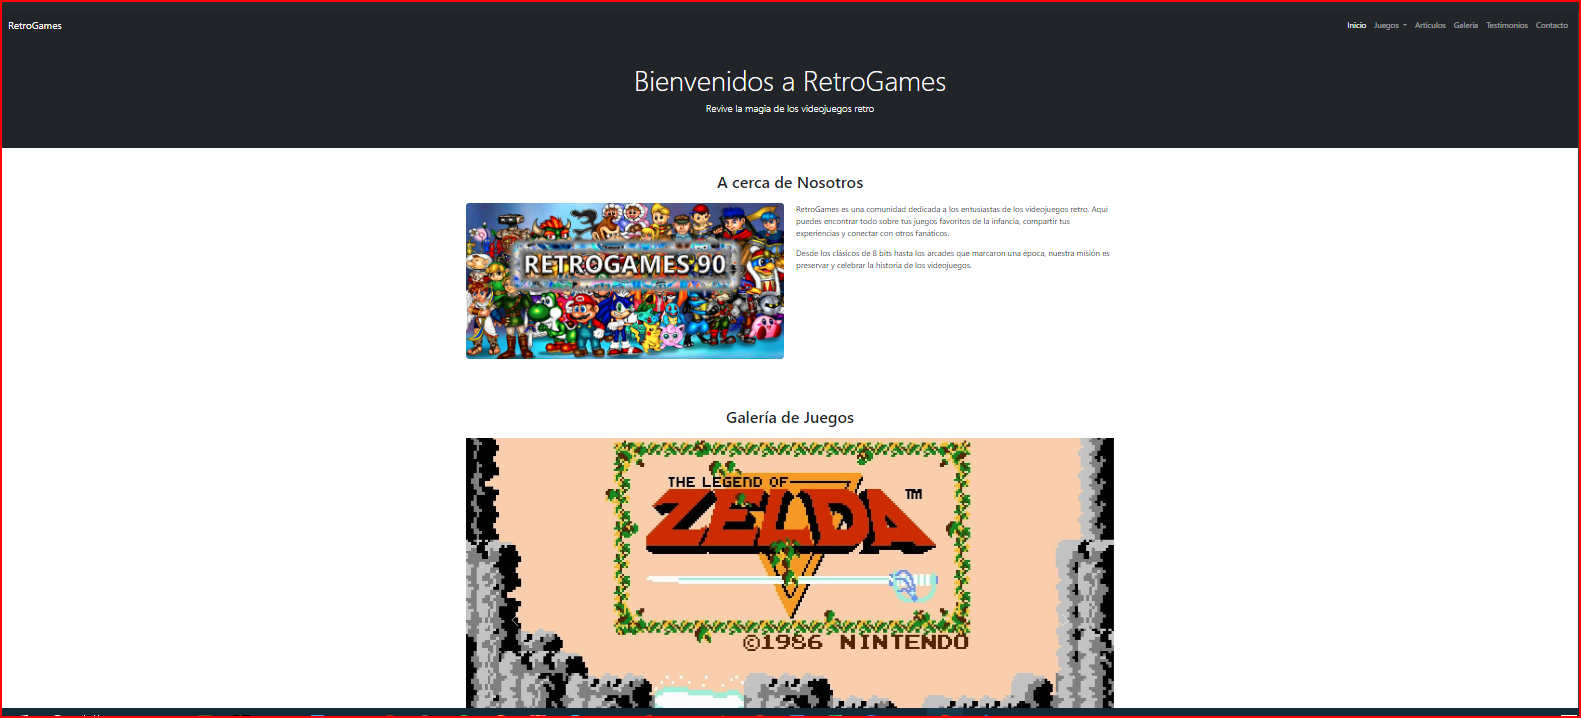 RetroGames
Inicio Juegos Artículos Galería Testimonios Contacto
Bienvenidos a RetroGames
Revive la magia de los videojuegos retro
A cerca de Nosotros
RETROGAMES 90
RetroGames es una comunidad dedicada a los entusiastas de los videojuegos retro. Aquí
puedes encontrar todo sobre tus juegos favoritos de la infancia, compartir tus
experiencias y conectar con otros fanáticos.
Desde los clásicos de 8 bits hasta los arcades que marcaron una época, nuestra misión es
preservar y celebrar la historia de los videojuegos.
Galería de Juegos
THE LEGEND OF
ZELDA TM
©1986 NINTENDO